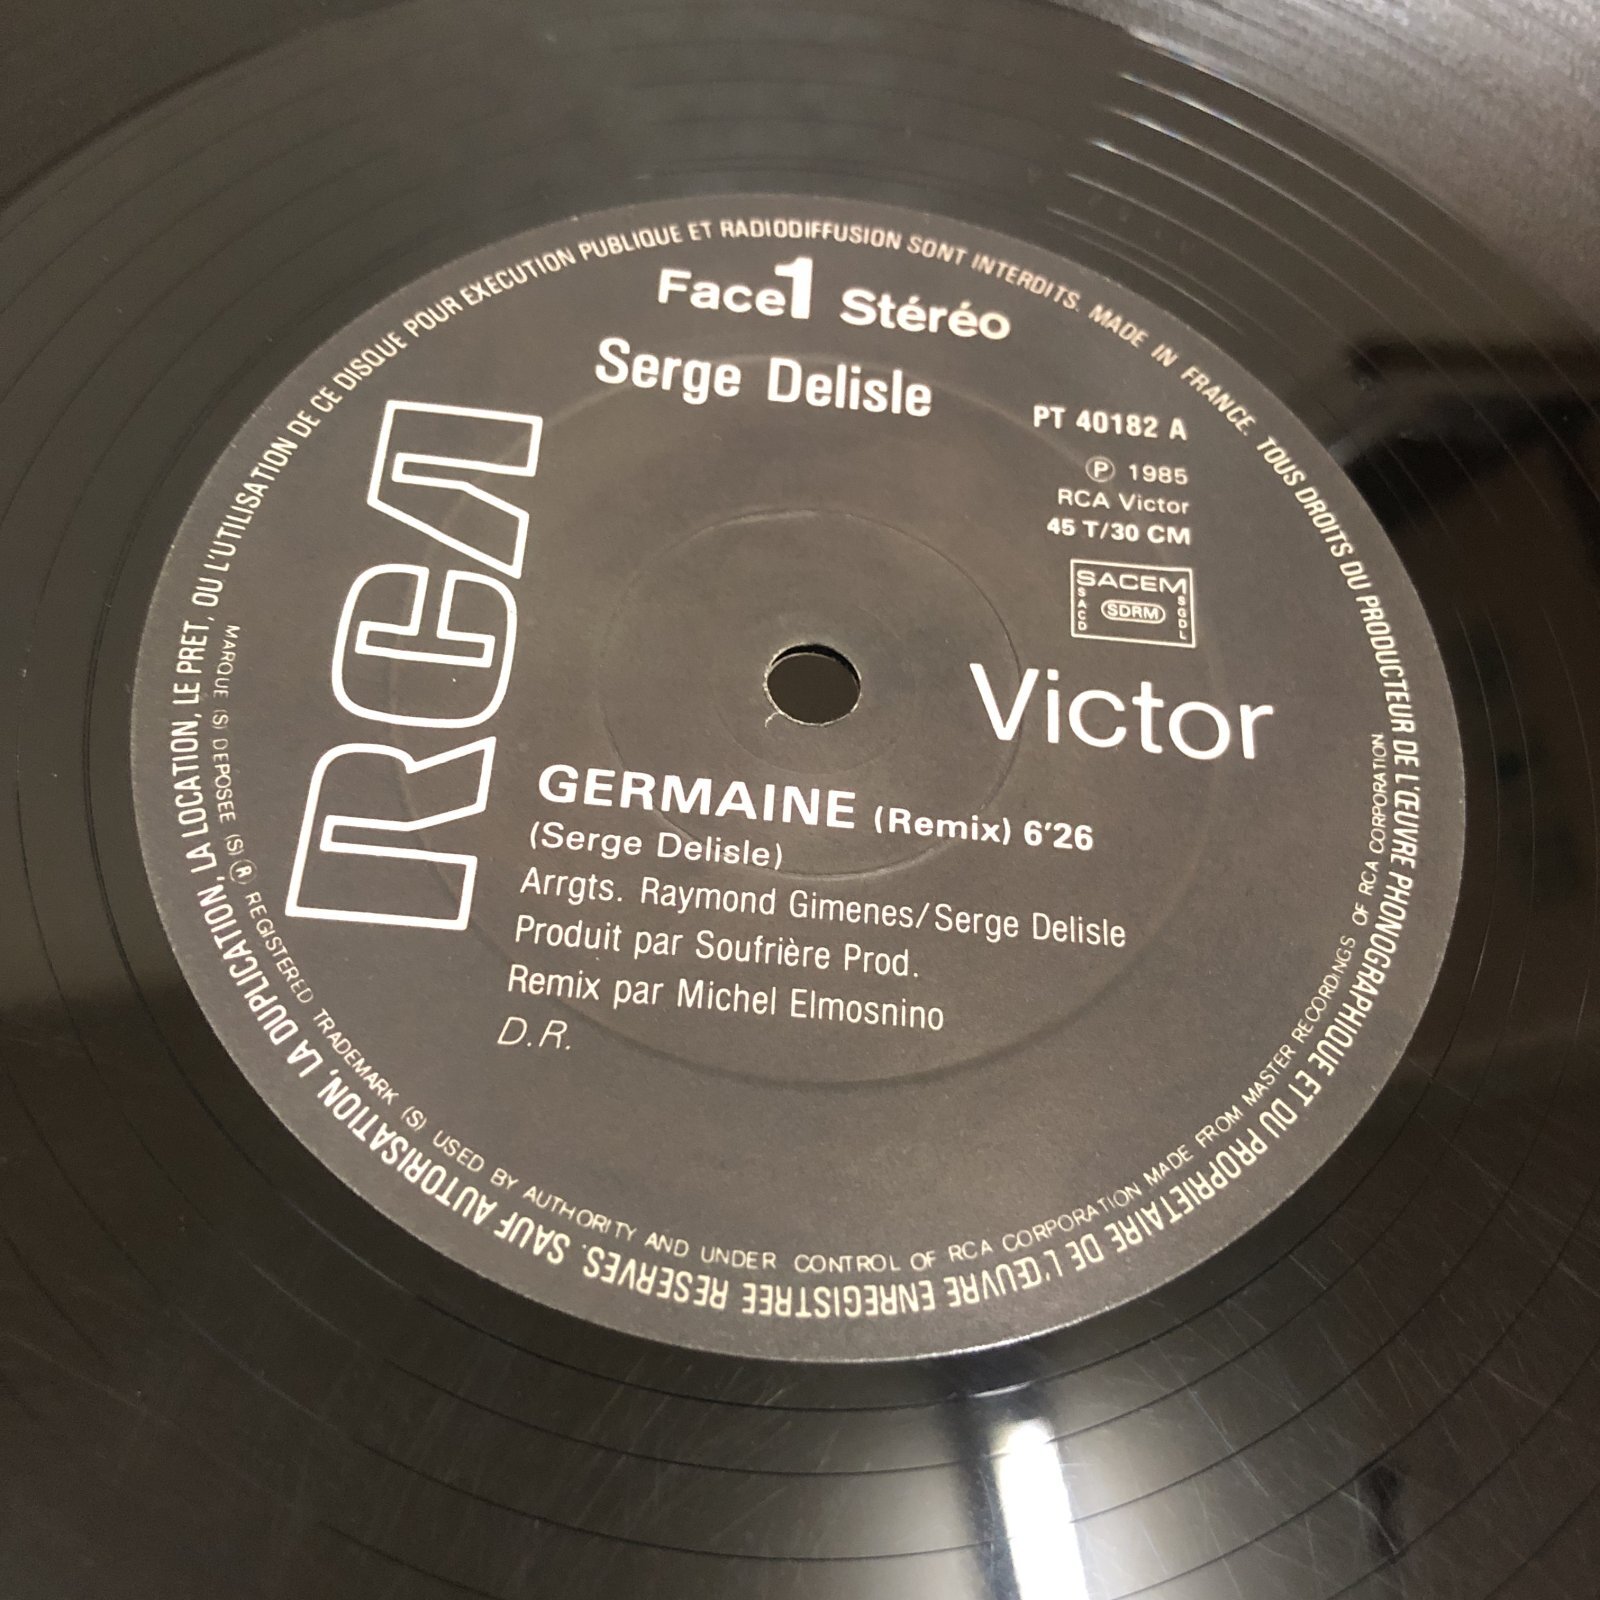 Face 1 Stéréo
Serge Delisle
PT 40182 A
Ⓟ 1985
RCA Victor
45 T/30 CM
SACEM
SACD
SDRM
SGDL
RCA
Victor
GERMAINE (Remix) 6'26
(Serge Delisle)
Arrgts. Raymond Gimenes/Serge Delisle
Produit par Soufrière Prod.
Remix par Michel Elmosnino
D.R.
TOUS DROITS DU PRODUCTEUR DE L'ŒUVRE PHONOGRAPHIQUE ET DU PROPRIETAIRE DE L'ŒUVRE ENREGISTREE RESERVES. SAUF AUTORISATION, LA DUPLICATION, LA LOCATION, LE PRET, OU L'UTILISATION DE CE DISQUE POUR EXECUTION PUBLIQUE ET RADIODIFFUSION SONT INTERDITS. MADE IN FRANCE.
MARQUE (S) DEPOSEE (S) ® REGISTERED TRADEMARK (S) USED BY AUTHORITY AND UNDER CONTROL OF RCA CORPORATION MADE FROM MASTER RECORDINGS OF RCA CORPORATION